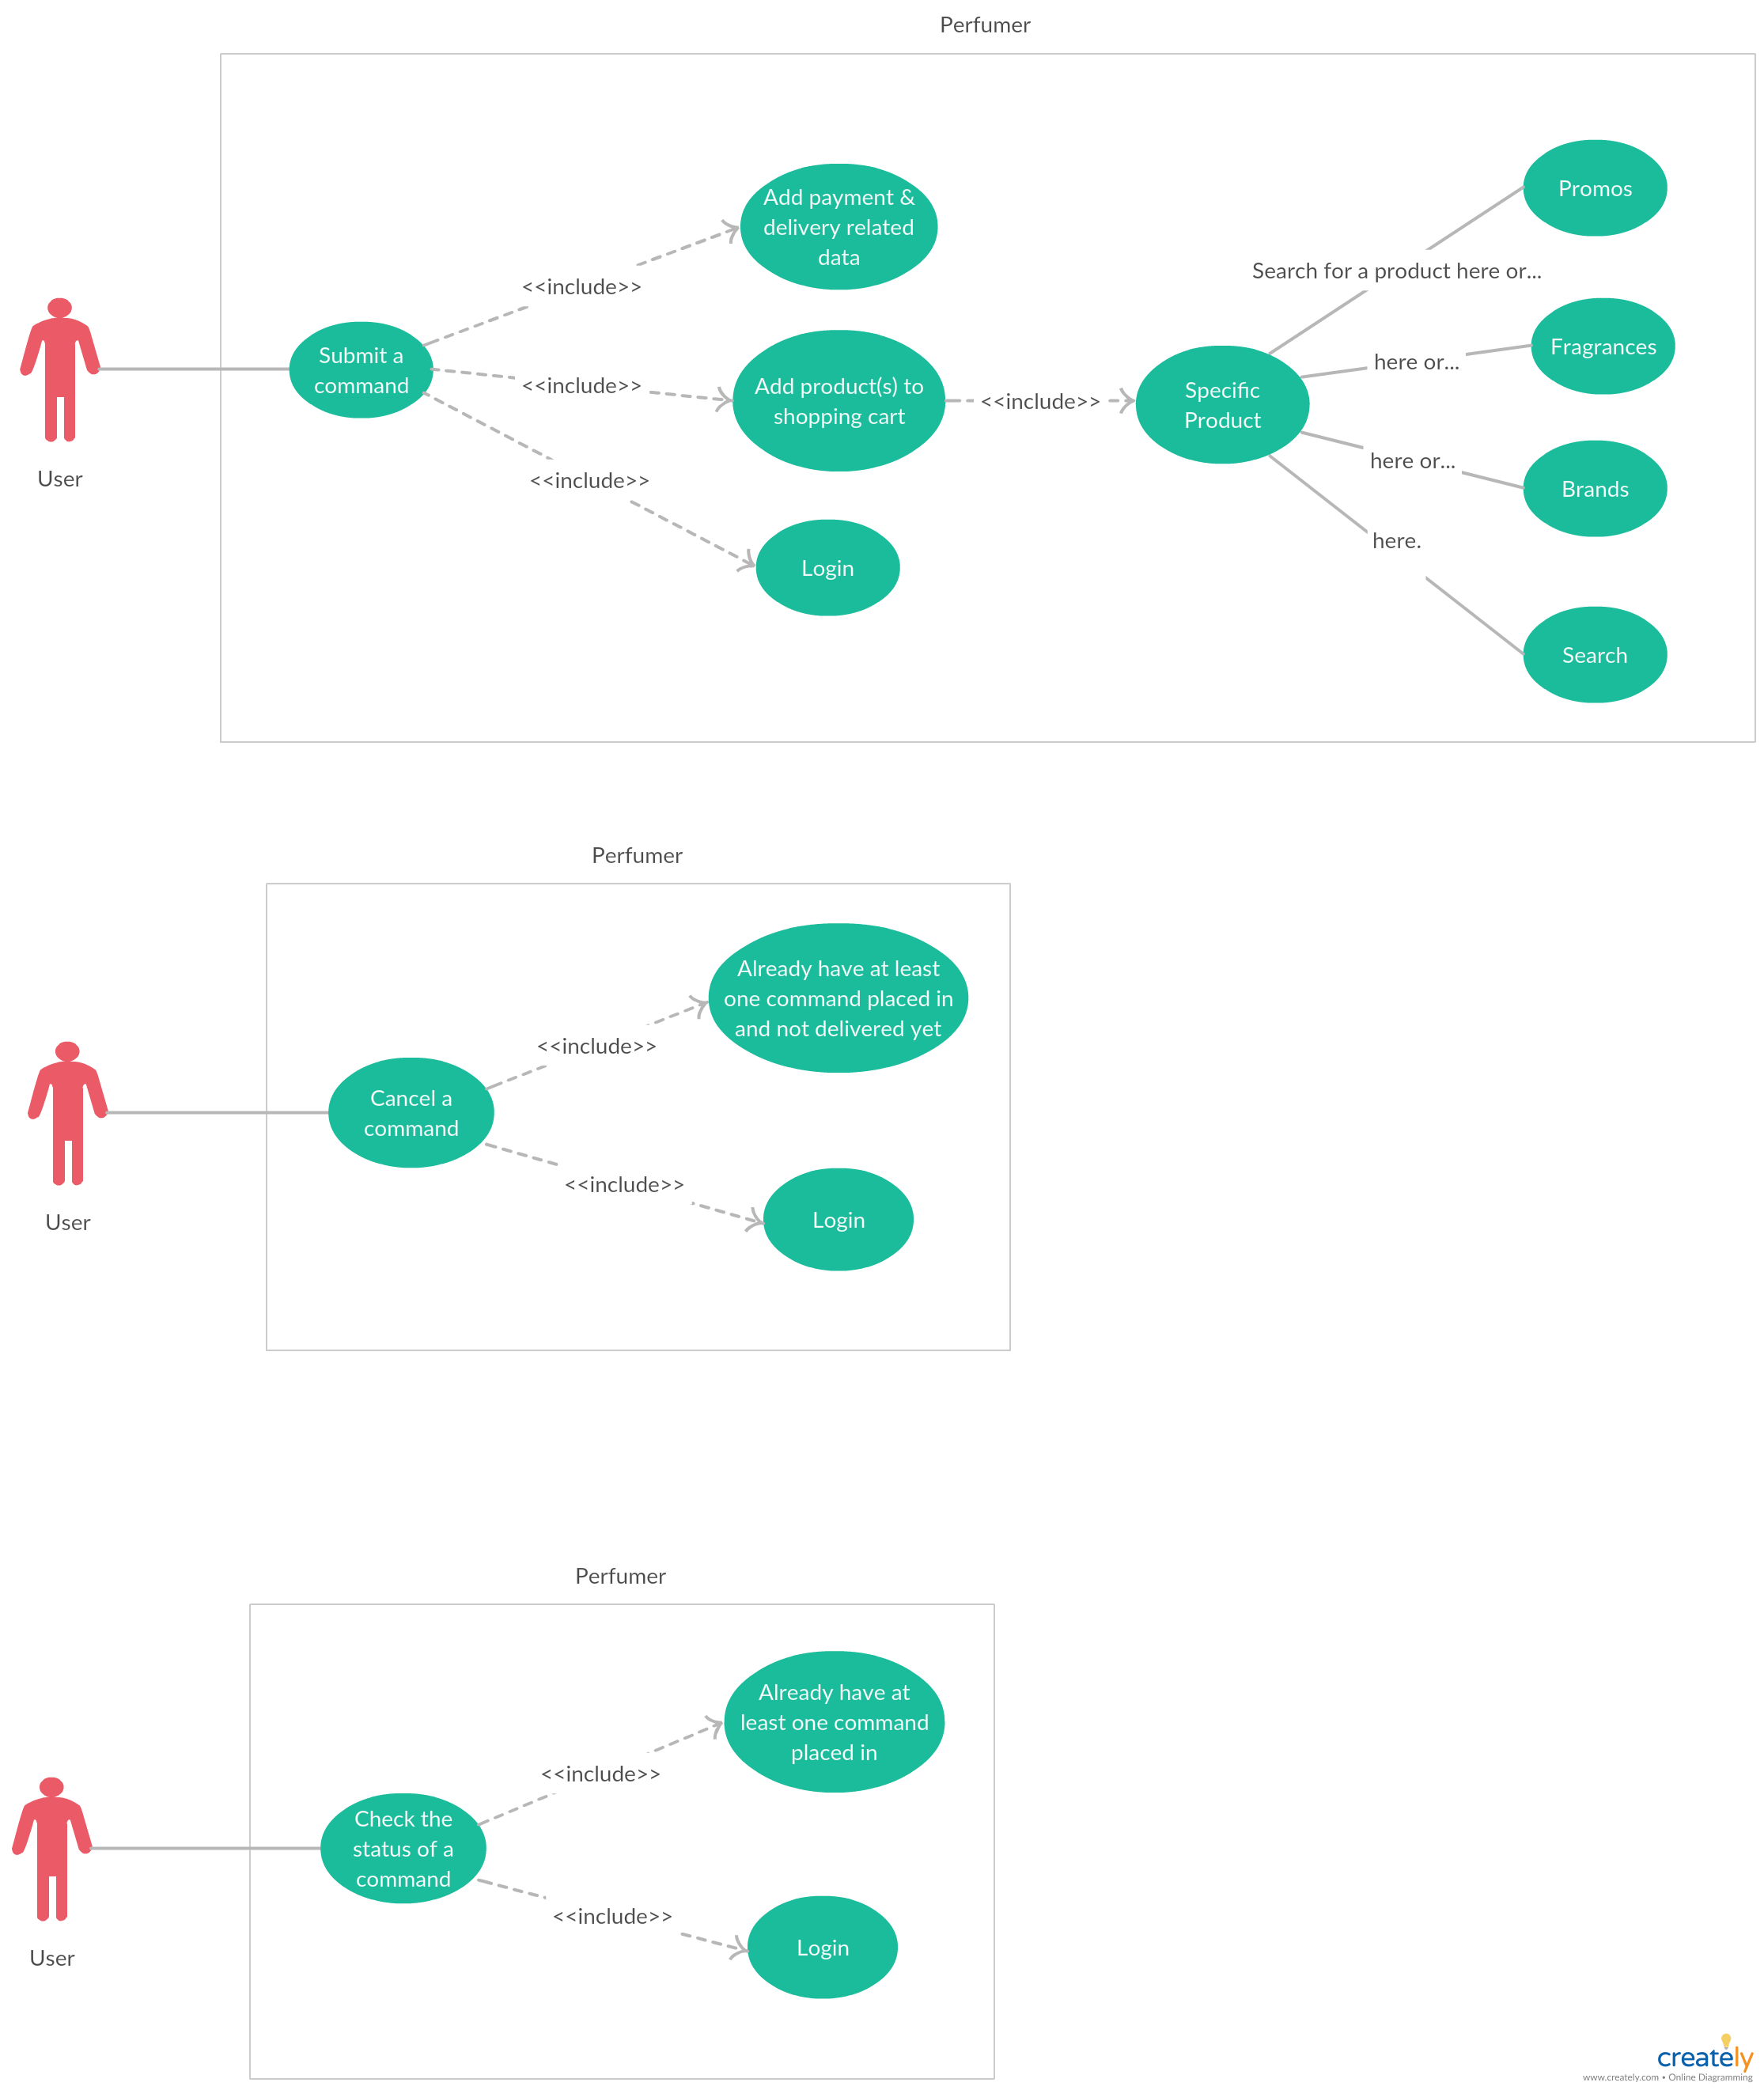 Perfumer
Promos
Add payment &
delivery related
data
Search for a product here or...
<<include>>
Submit a
command
Fragrances
here or...
<<include>>
Add product(s) to
shopping cart
<<include>>
Specific
Product
User
<<include>>
here or...
Brands
here.
Login
Search
Perfumer
Already have at least
one command placed in
and not delivered yet
<<include>>
Cancel a
command
<<include>>
Login
User
Perfumer
Already have at
least one command
placed in
<<include>>
Check the
status of a
command
<<include>>
Login
User
creately
www.creately.com • Online Diagramming